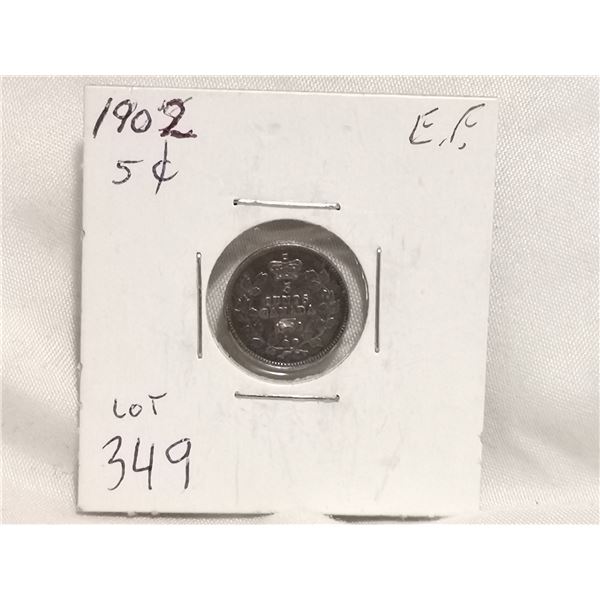 1902
E.F.
5¢
5
CENTS
CANADA
LOT
349